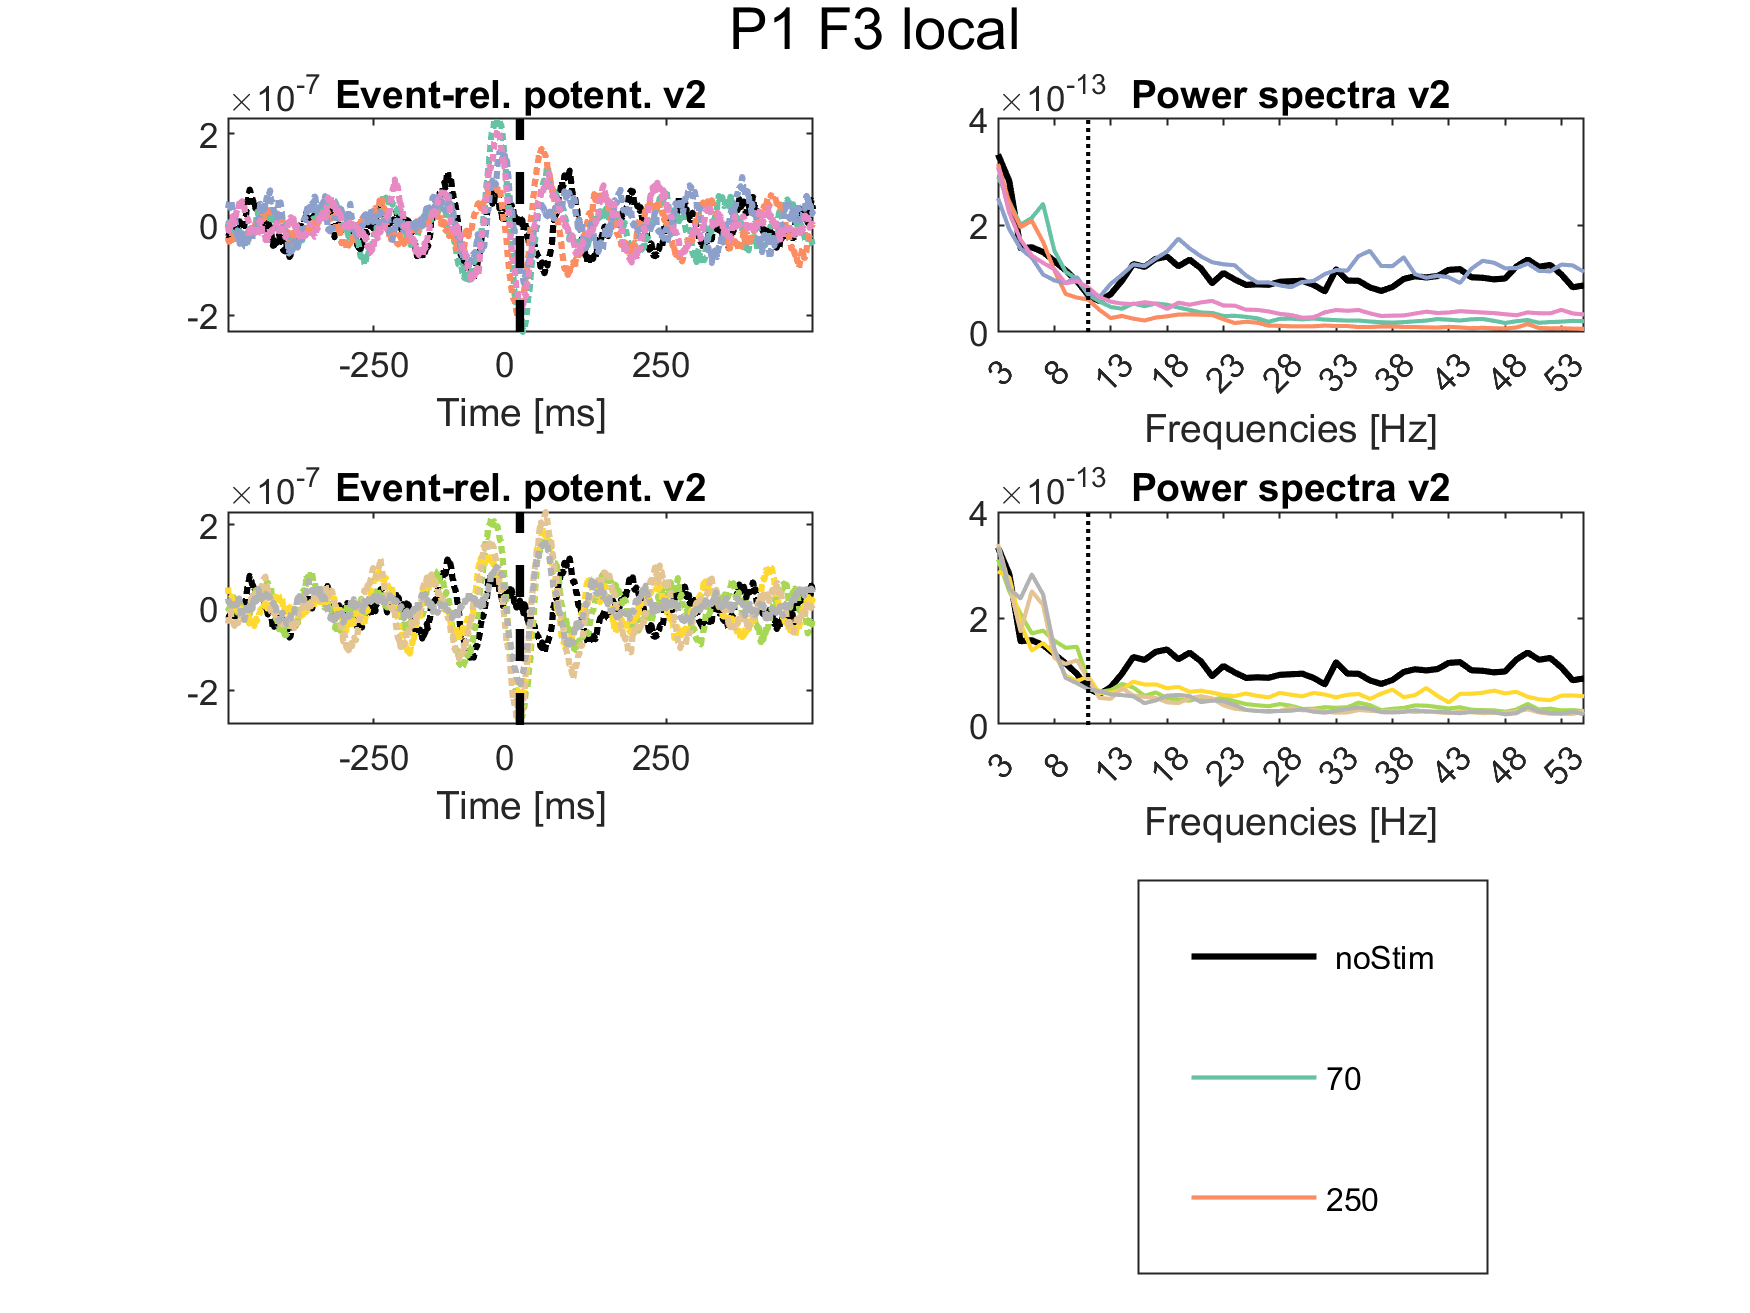 P1 F3 local
×10-7 Event-rel. potent. v2
2
0
-2
-250 0 250
Time [ms]
×10-13 Power spectra v2
4
2
0
3 8 13 18 23 28 33 38 43 48 53
Frequencies [Hz]
×10-7 Event-rel. potent. v2
2
0
-2
-250 0 250
Time [ms]
×10-13 Power spectra v2
4
2
0
3 8 13 18 23 28 33 38 43 48 53
Frequencies [Hz]
noStim
70
250